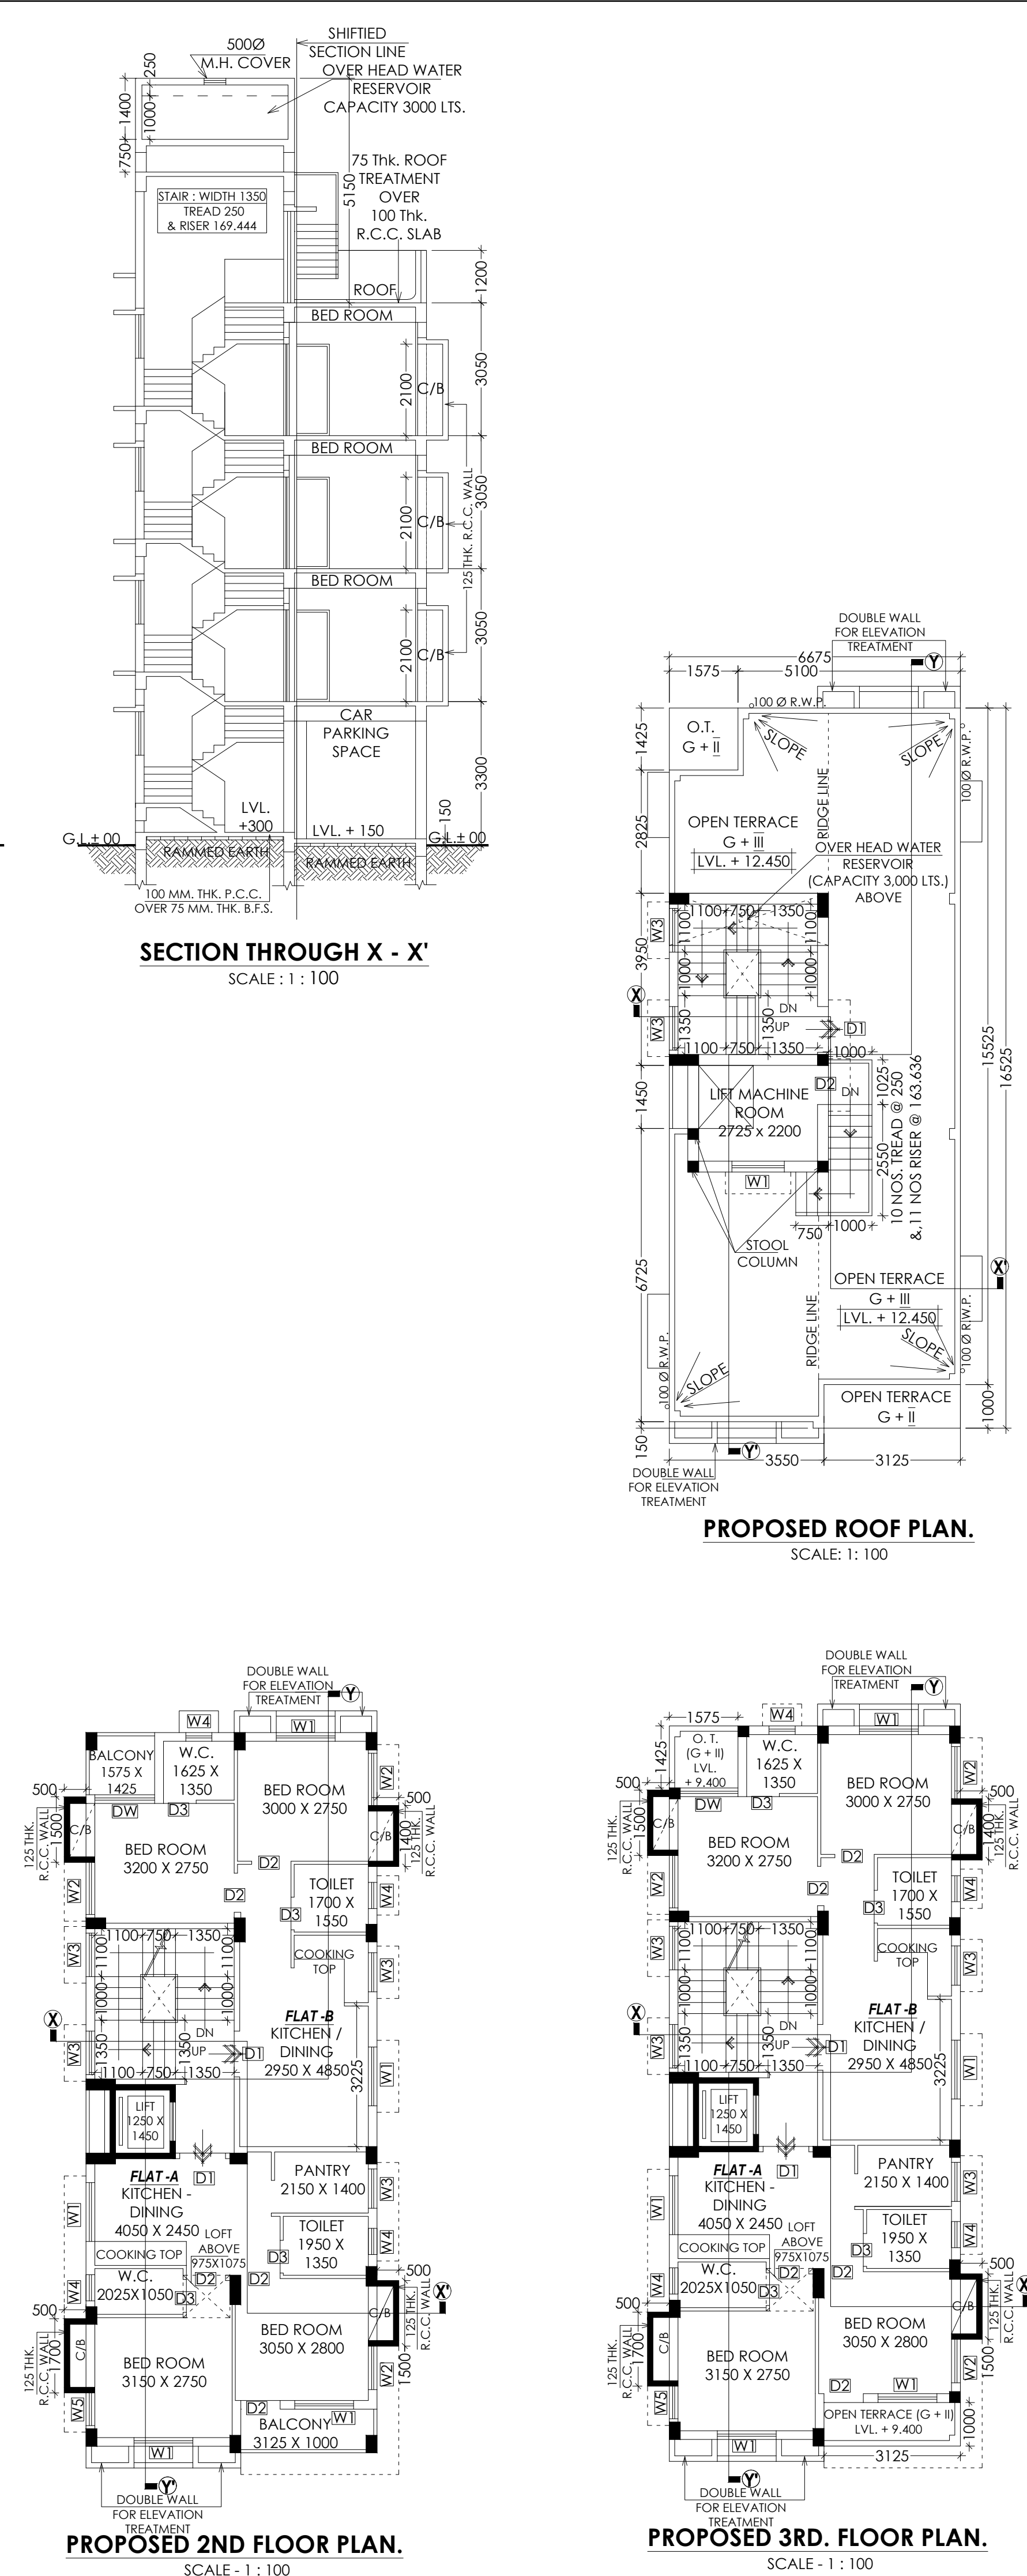 SHIFTIED
SECTION LINE
500Ø
M.H. COVER
OVER HEAD WATER
RESERVOIR
CAPACITY 3000 LTS.
250
1400
1000
750
75 Thk. ROOF
TREATMENT
OVER
100 Thk.
R.C.C. SLAB
5150
STAIR : WIDTH 1350
TREAD 250
& RISER 169.444
1200
ROOF
BED ROOM
2100
C/B
3050
BED ROOM
2100
C/B
3050
125 THK. R.C.C. WALL
BED ROOM
2100
C/B
3050
CAR
PARKING
SPACE
3300
150
LVL.
+300
LVL. + 150
G.L.± 00
G.L.± 00
RAMMED EARTH
RAMMED EARTH
100 MM. THK. P.C.C.
OVER 75 MM. THK. B.F.S.
SECTION THROUGH X - X'
SCALE : 1 : 100
DOUBLE WALL
FOR ELEVATION
TREATMENT
6675
Y
1575
5100
100 Ø R.W.P.
O.T.
G + II
SLOPE
SLOPE
100 Ø R.W.P.
1425
2825
RIDGE LINE
OPEN TERRACE
G + III
LVL. + 12.450
OVER HEAD WATER
RESERVOIR
(CAPACITY 3,000 LTS.)
ABOVE
1100
750
1350
W3
1100
1100
3950
1000
1000
X
DN
W3
1350
1350
UP
D1
1100
750
1350
1000
15525
16525
D2
DN
1025
1450
LIFT MACHINE
ROOM
2725 x 2200
2550
10 NOS. TREAD @ 250
&,11 NOS RISER @ 163.636
W1
750
1000
STOOL
COLUMN
6725
X'
OPEN TERRACE
G + III
LVL. + 12.450
RIDGE LINE
SLOPE
100 Ø R.W.P.
100 Ø R.W.P.
SLOPE
OPEN TERRACE
G + II
1000
150
Y'
3550
3125
DOUBLE WALL
FOR ELEVATION
TREATMENT
PROPOSED ROOF PLAN.
SCALE: 1: 100
DOUBLE WALL
FOR ELEVATION
TREATMENT
Y
W4
W1
BALCONY
1575 X
1425
W.C.
1625 X
1350
W2
500
BED ROOM
3000 X 2750
500
DW
D3
125 THK.
R.C.C. WALL
1500
C/B
C/B
1400
125 THK.
R.C.C. WALL
BED ROOM
3200 X 2750
D2
W2
D2
TOILET
1700 X
1550
W4
D3
1100
750
1350
W3
1100
1100
COOKING
TOP
W3
1000
1000
X
FLAT -B
KITCHEN /
DINING
2950 X 4850
DN
W3
1350
1350
UP
D1
1100
750
1350
W1
3225
LIFT
1250 X
1450
D1
PANTRY
2150 X 1400
W3
FLAT -A
KITCHEN -
DINING
4050 X 2450
W1
LOFT
ABOVE
975X1075
TOILET
1950 X
1350
W4
COOKING TOP
D3
W.C.
2025X1050
D2
D2
D3
W4
500
X'
500
C/B
125 THK.
R.C.C. WALL
125 THK.
R.C.C. WALL
1700
C/B
BED ROOM
3050 X 2800
BED ROOM
3150 X 2750
W2
1500
W5
D2
W1
BALCONY
3125 X 1000
W1
Y'
DOUBLE WALL
FOR ELEVATION
TREATMENT
PROPOSED 2ND FLOOR PLAN.
SCALE - 1 : 100
DOUBLE WALL
FOR ELEVATION
TREATMENT
Y
1575
W4
W1
1425
O. T.
(G + II)
LVL.
+ 9.400
W.C.
1625 X
1350
W2
500
BED ROOM
3000 X 2750
500
DW
D3
125 THK.
R.C.C. WALL
1500
C/B
C/B
1400
125 THK.
R.C.C. WALL
BED ROOM
3200 X 2750
D2
W2
D2
TOILET
1700 X
1550
W4
D3
1100
750
1350
W3
1100
1100
COOKING
TOP
W3
1000
1000
X
FLAT -B
KITCHEN /
DINING
2950 X 4850
DN
W3
1350
1350
UP
D1
1100
750
1350
W1
3225
LIFT
1250 X
1450
D1
PANTRY
2150 X 1400
W3
FLAT -A
KITCHEN -
DINING
4050 X 2450
W1
LOFT
ABOVE
975X1075
TOILET
1950 X
1350
W4
COOKING TOP
D3
W.C.
2025X1050
D2
D2
D3
W4
500
X'
500
C/B
125 THK.
R.C.C. WALL
125 THK.
R.C.C. WALL
1700
C/B
BED ROOM
3050 X 2800
BED ROOM
3150 X 2750
W2
1500
W5
D2
W1
OPEN TERRACE (G + II)
LVL. + 9.400
1000
W1
3125
Y'
DOUBLE WALL
FOR ELEVATION
TREATMENT
PROPOSED 3RD. FLOOR PLAN.
SCALE - 1 : 100